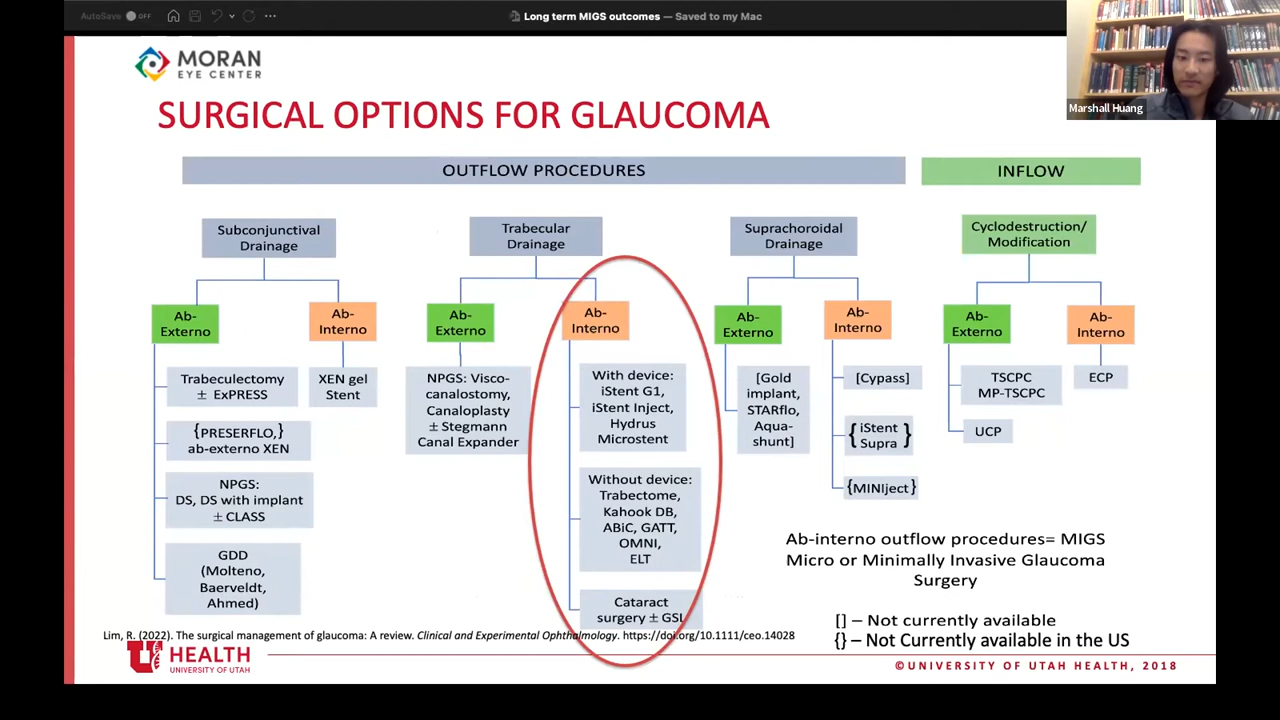 AutoSave OFF
Long term MIGS outcomes — Saved to my Mac
Marshall Huang
MORAN
EYE CENTER
SURGICAL OPTIONS FOR GLAUCOMA
OUTFLOW PROCEDURES
INFLOW
Subconjunctival
Drainage
Trabecular
Drainage
Suprachoroidal
Drainage
Cyclodestruction/
Modification
Ab-
Externo
Ab-
Interno
Ab-
Externo
Ab-
Interno
Ab-
Externo
Ab-
Interno
Ab-
Externo
Ab-
Interno
Trabeculectomy
± ExPRESS
{PRESERFLO,}
ab-externo XEN
NPGS:
DS, DS with implant
± CLASS
GDD
(Molteno,
Baerveldt,
Ahmed)
XEN gel
Stent
NPGS: Visco-
canalostomy,
Canaloplasty
± Stegmann
Canal Expander
With device:
iStent G1,
iStent Inject,
Hydrus
Microstent
Without device:
Trabectome,
Kahook DB,
ABiC, GATT,
OMNI,
ELT
Cataract
surgery ± GSL
[Gold
implant,
STARflo,
Aqua-
shunt]
[Cypass]
{iStent
Supra}
{MINIject}
TSCPC
MP-TSCPC
UCP
ECP
Ab-interno outflow procedures= MIGS
Micro or Minimally Invasive Glaucoma
Surgery
[] – Not currently available
{} – Not Currently available in the US
Lim, R. (2022). The surgical management of glaucoma: A review. Clinical and Experimental Ophthalmology. https://doi.org/10.1111/ceo.14028
HEALTH
UNIVERSITY OF UTAH
©UNIVERSITY OF UTAH HEALTH, 2018